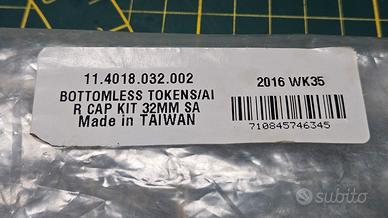 11.4018.032.002
2016 WK35
BOTTOMLESS TOKENS/AI
R CAP KIT 32MM SA
Made in TAIWAN
710845746345
subito